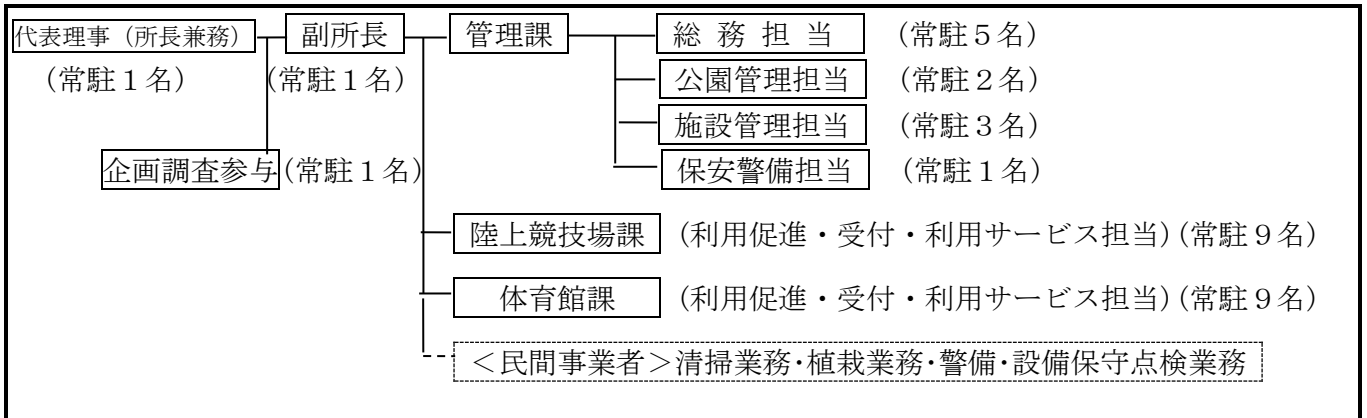 代表理事（所長兼務） 副所長 管理課 総 務 担 当 （常駐５名）
（常駐１名） （常駐１名） 公園管理担当 （常駐２名）
施設管理担当 （常駐３名）
企画調査参与（常駐１名） 保安警備担当 （常駐１名）
陸上競技場課 （利用促進・受付・利用サービス担当）（常駐９名）
体育館課 （利用促進・受付・利用サービス担当）（常駐９名）
＜民間事業者＞清掃業務･植栽業務･警備･設備保守点検業務